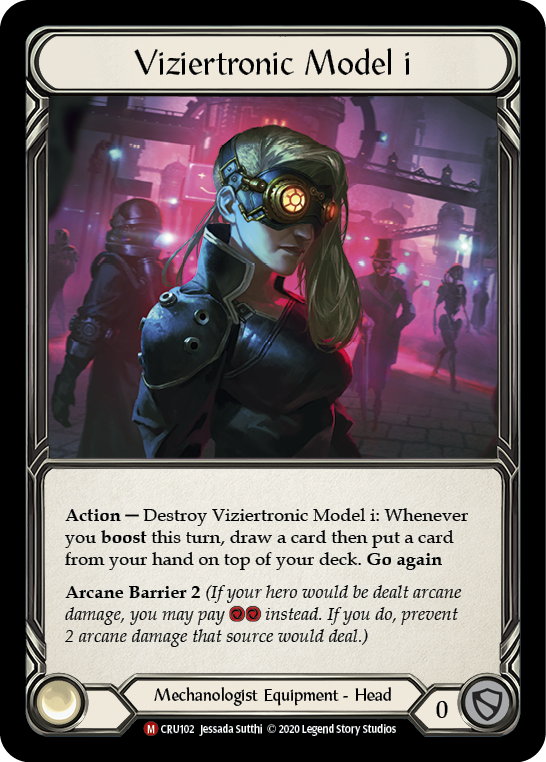 Viziertronic Model i
Action — Destroy Viziertronic Model i: Whenever
you boost this turn, draw a card then put a card
from your hand on top of your deck. Go again
Arcane Barrier 2 (If your hero would be dealt arcane
damage, you may pay instead. If you do, prevent
2 arcane damage that source would deal.)
Mechanologist Equipment - Head
0
M CRU102 Jessada Sutthi © 2020 Legend Story Studios